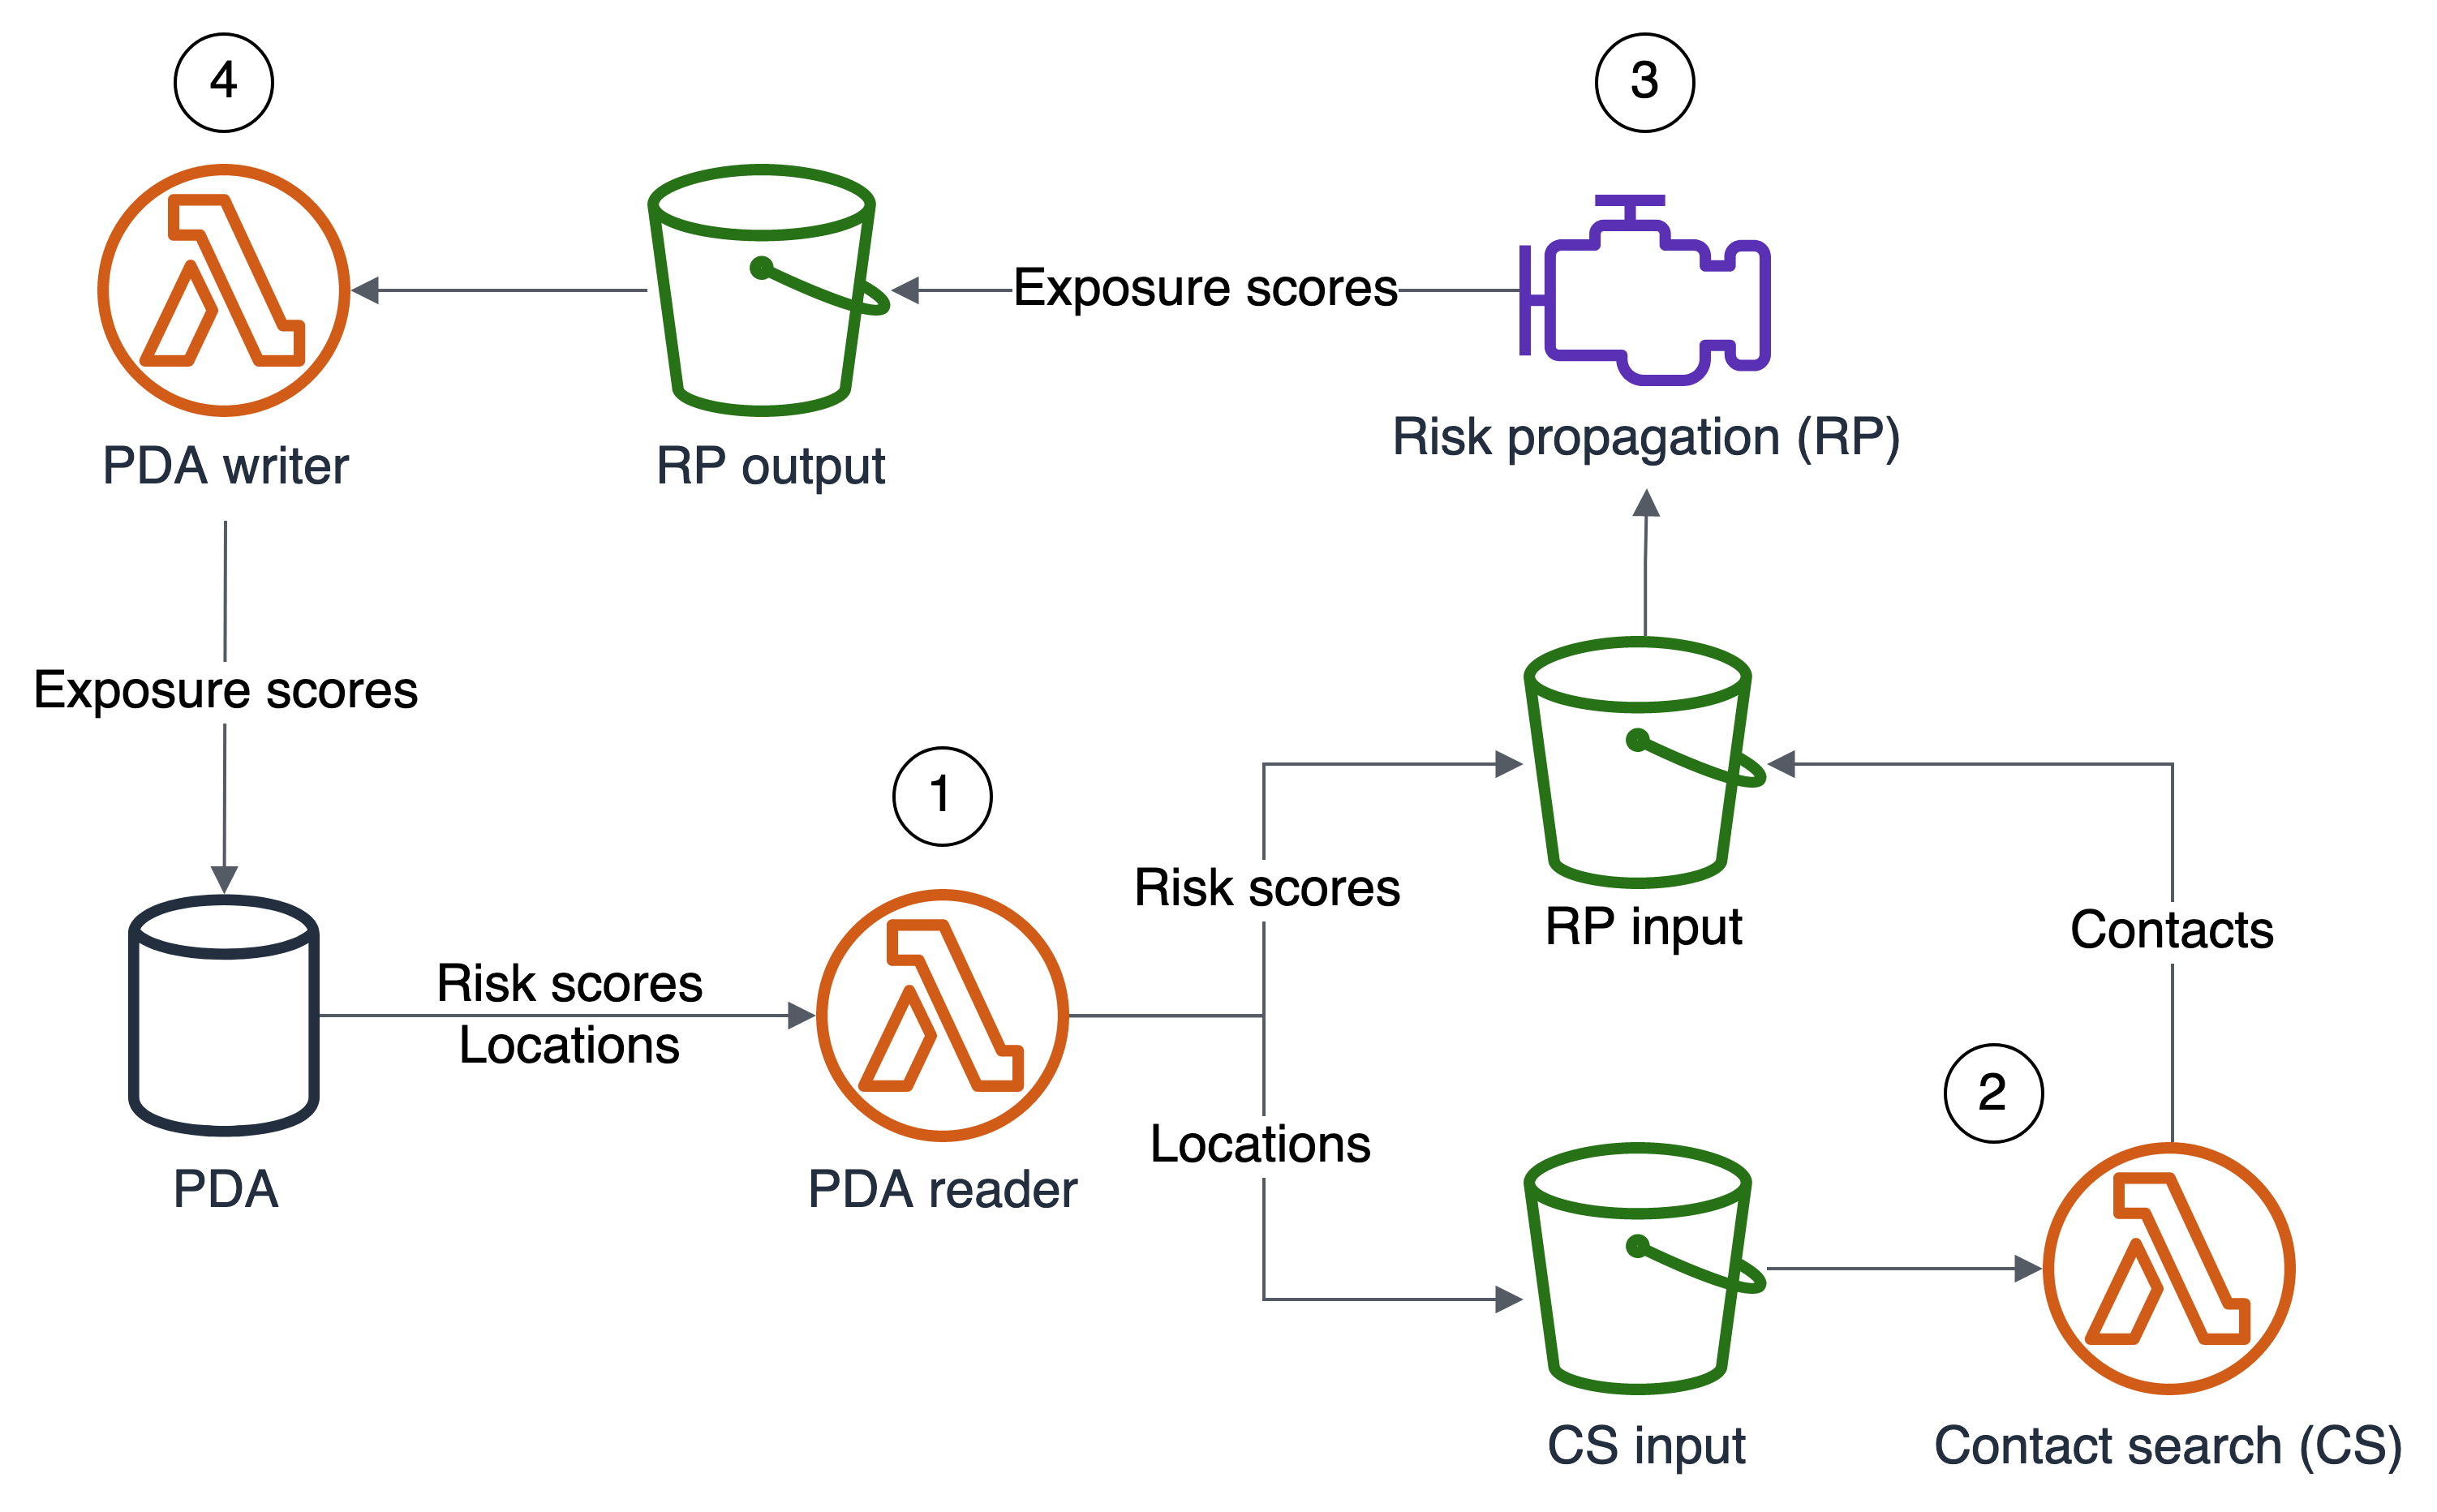 4
3
Exposure scores
Risk propagation (RP)
PDA writer
RP output
Exposure scores
1
Risk scores
RP input
Contacts
Risk scores
Locations
2
Locations
PDA
PDA reader
CS input
Contact search (CS)